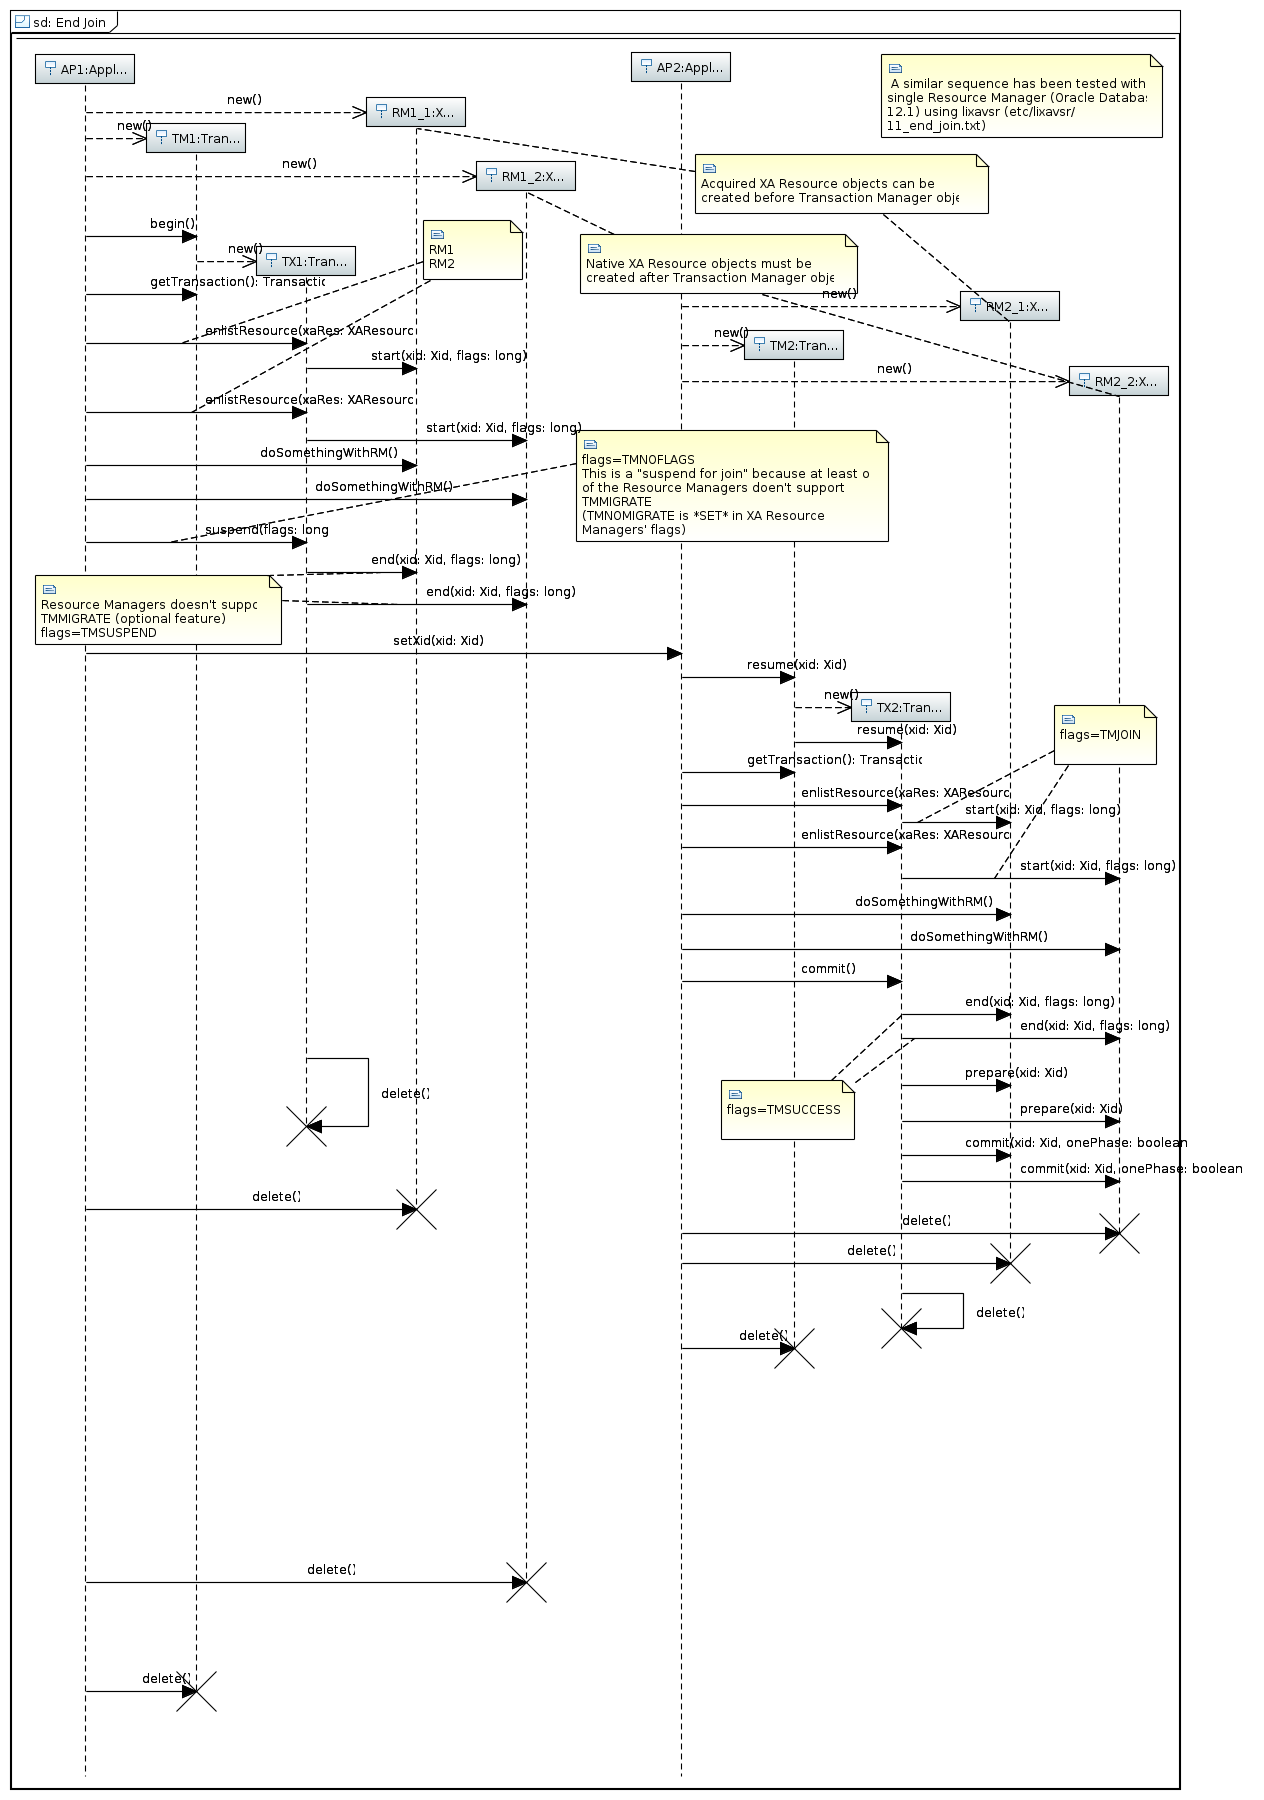 sd: End Join
AP1:Appl...
AP2:Appl...
A similar sequence has been tested with
single Resource Manager (Oracle Databa
12.1) using lixavsr (etc/lixavsr/
11_end_join.txt)
new()
RM1_1:X...
new()
TM1:Tran...
new()
RM1_2:X...
Acquired XA Resource objects can be
created before Transaction Manager obje
begin()
RM1
RM2
new()
TX1:Tran...
Native XA Resource objects must be
created after Transaction Manager obje
getTransaction(): Transactic
new()
RM2_1:X...
enlistResource(xaRes: XAResourc
new()
TM2:Tran...
start(xid: Xid, flags: long)
new()
RM2_2:X...
enlistResource(xaRes: XAResourc
start(xid: Xid, flags: long)
doSomethingWithRM()
flags=TMNOFLAGS
This is a "suspend for join" because at least o
of the Resource Managers doen't support
TMMIGRATE
(TMNOMIGRATE is *SET* in XA Resource
Managers' flags)
doSomethingWithRM()
suspend(flags: long
end(xid: Xid, flags: long)
end(xid: Xid, flags: long)
Resource Managers doesn't suppo
TMMIGRATE (optional feature)
flags=TMSUSPEND
setXid(xid: Xid)
resume(xid: Xid)
new()
TX2:Tran...
flags=TMJOIN
resume(xid: Xid)
getTransaction(): Transactic
enlistResource(xaRes: XAResourc
start(xid: Xid, flags: long)
enlistResource(xaRes: XAResourc
start(xid: Xid, flags: long)
doSomethingWithRM()
doSomethingWithRM()
commit()
end(xid: Xid, flags: long)
end(xid: Xid, flags: long)
prepare(xid: Xid)
flags=TMSUCCESS
delete()
prepare(xid: Xid)
commit(xid: Xid, onePhase: boolean
commit(xid: Xid, onePhase: boolean
delete()
delete()
delete()
delete()
delete()
delete()
delete()